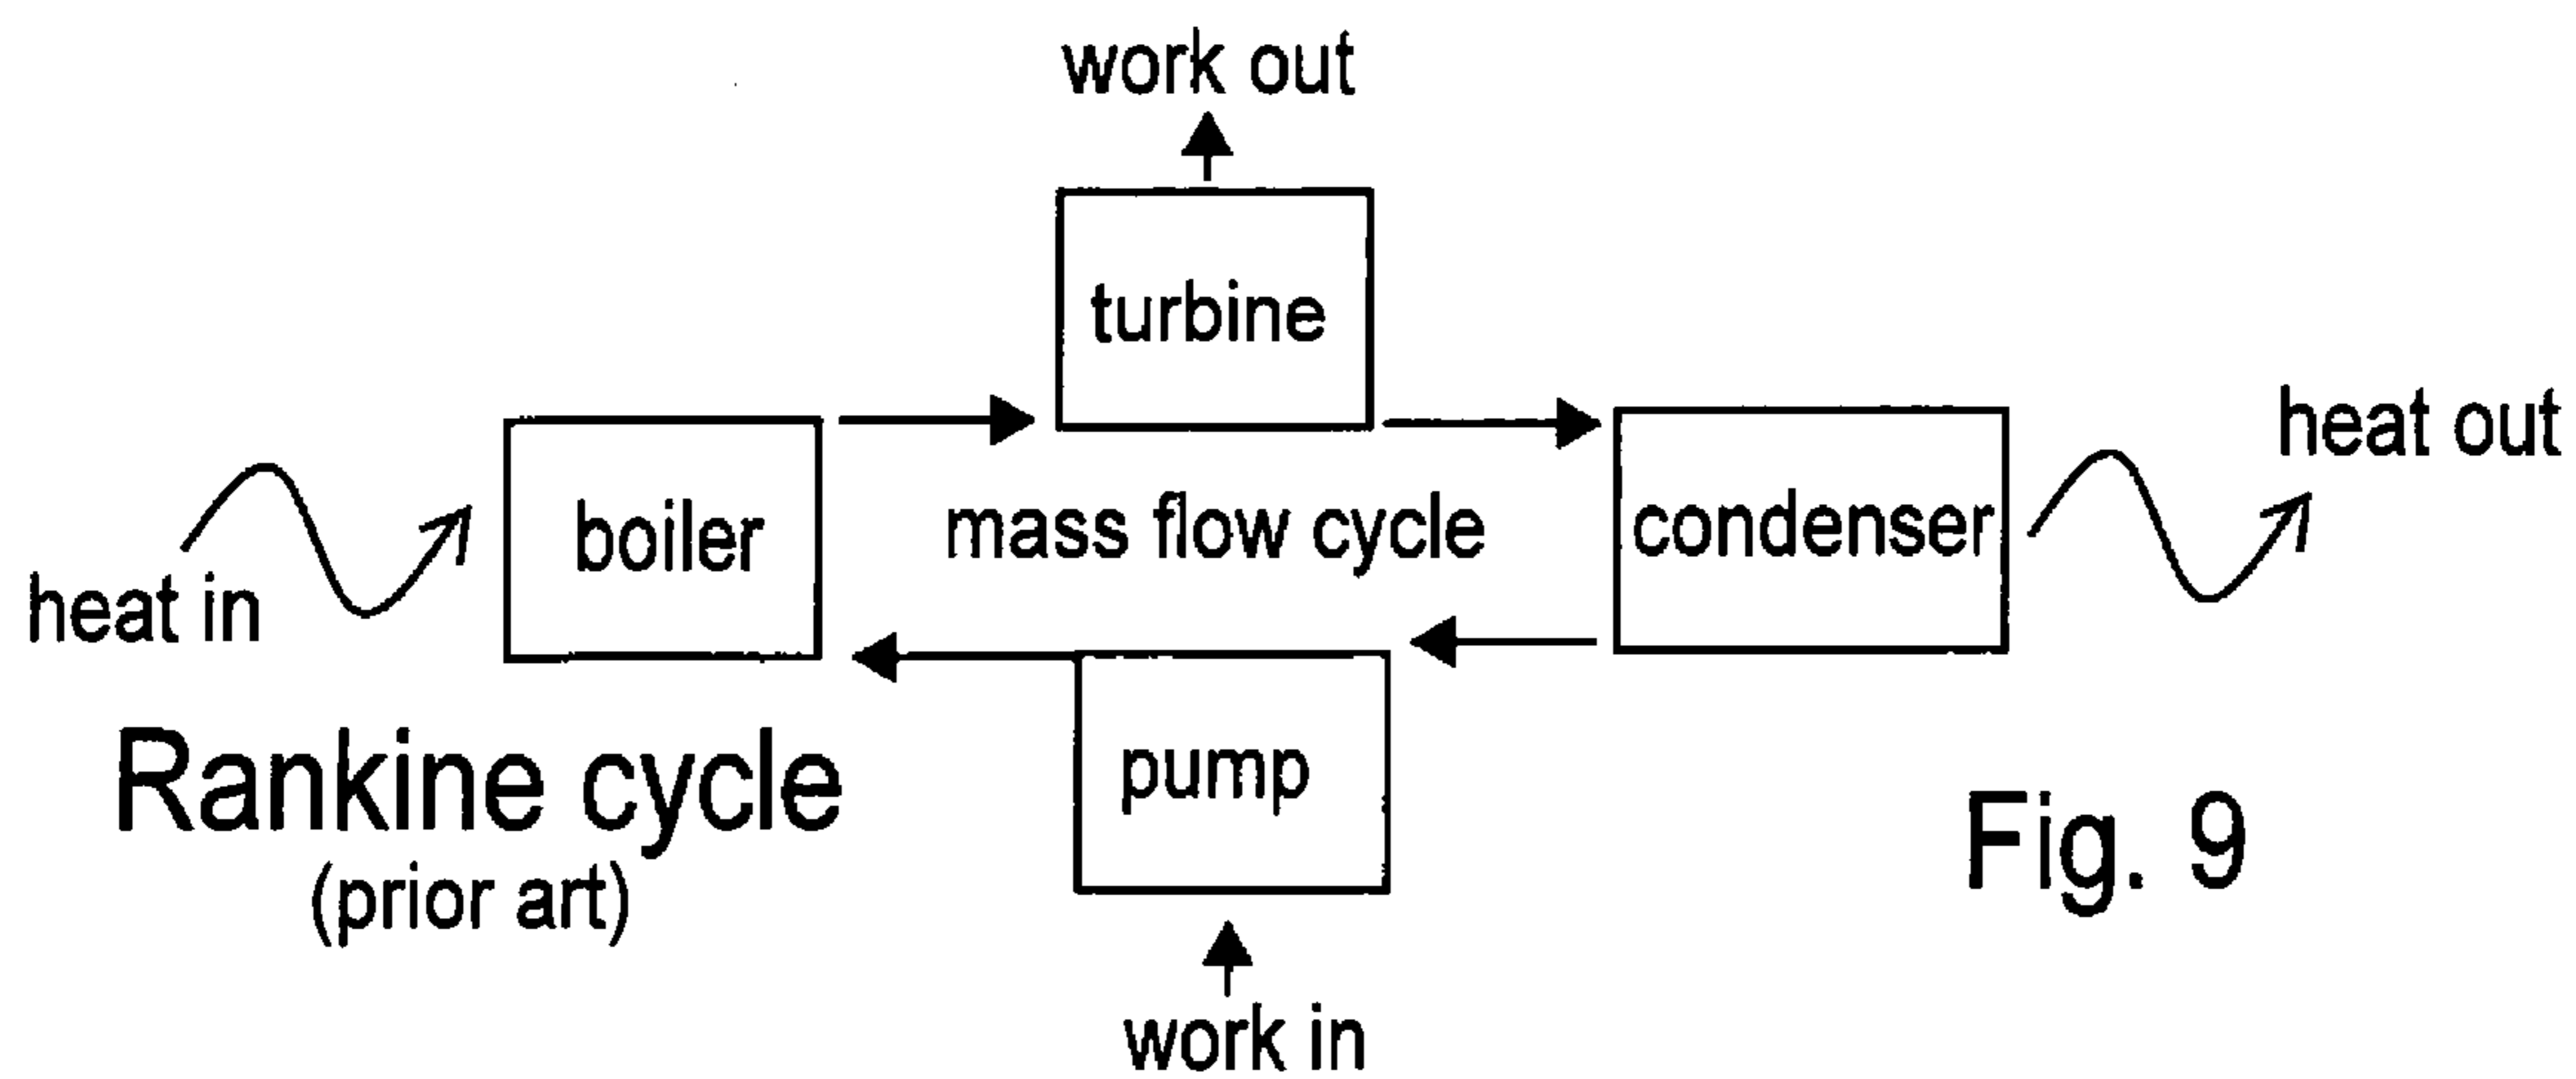 work out
turbine
heat out
boiler
mass flow cycle
condenser
heat in
Rankine cycle
(prior art)
pump
Fig. 9
work in